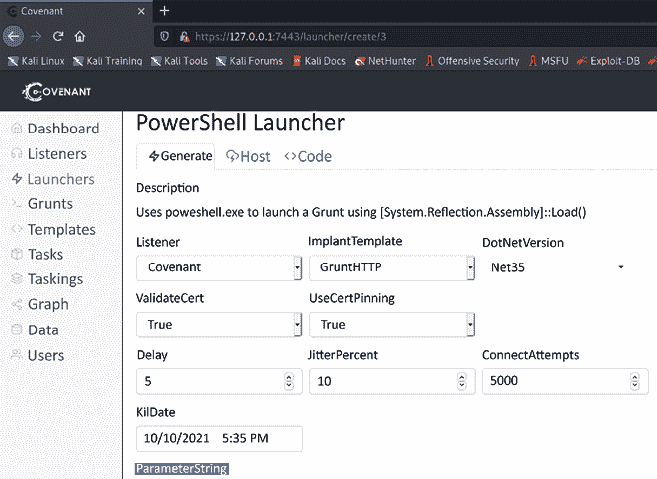 Covenant
https://127.0.0.1:7443/launcher/create/3
Kali Linux Kali Training Kali Tools Kali Forums Kali Docs NetHunter Offensive Security MSFU Exploit-DB
COVENANT
Dashboard
Listeners
Launchers
Grunts
Templates
Tasks
Taskings
Graph
Data
Users
PowerShell Launcher
Generate Host Code
Description
Uses poweshell.exe to launch a Grunt using [System.Reflection.Assembly]::Load()
Listener ImplantTemplate DotNetVersion
Covenant GruntHTTP Net35
ValidateCert UseCertPinning
True True
Delay JitterPercent ConnectAttempts
5 10 5000
KilDate
10/10/2021 5:35 PM
ParameterString